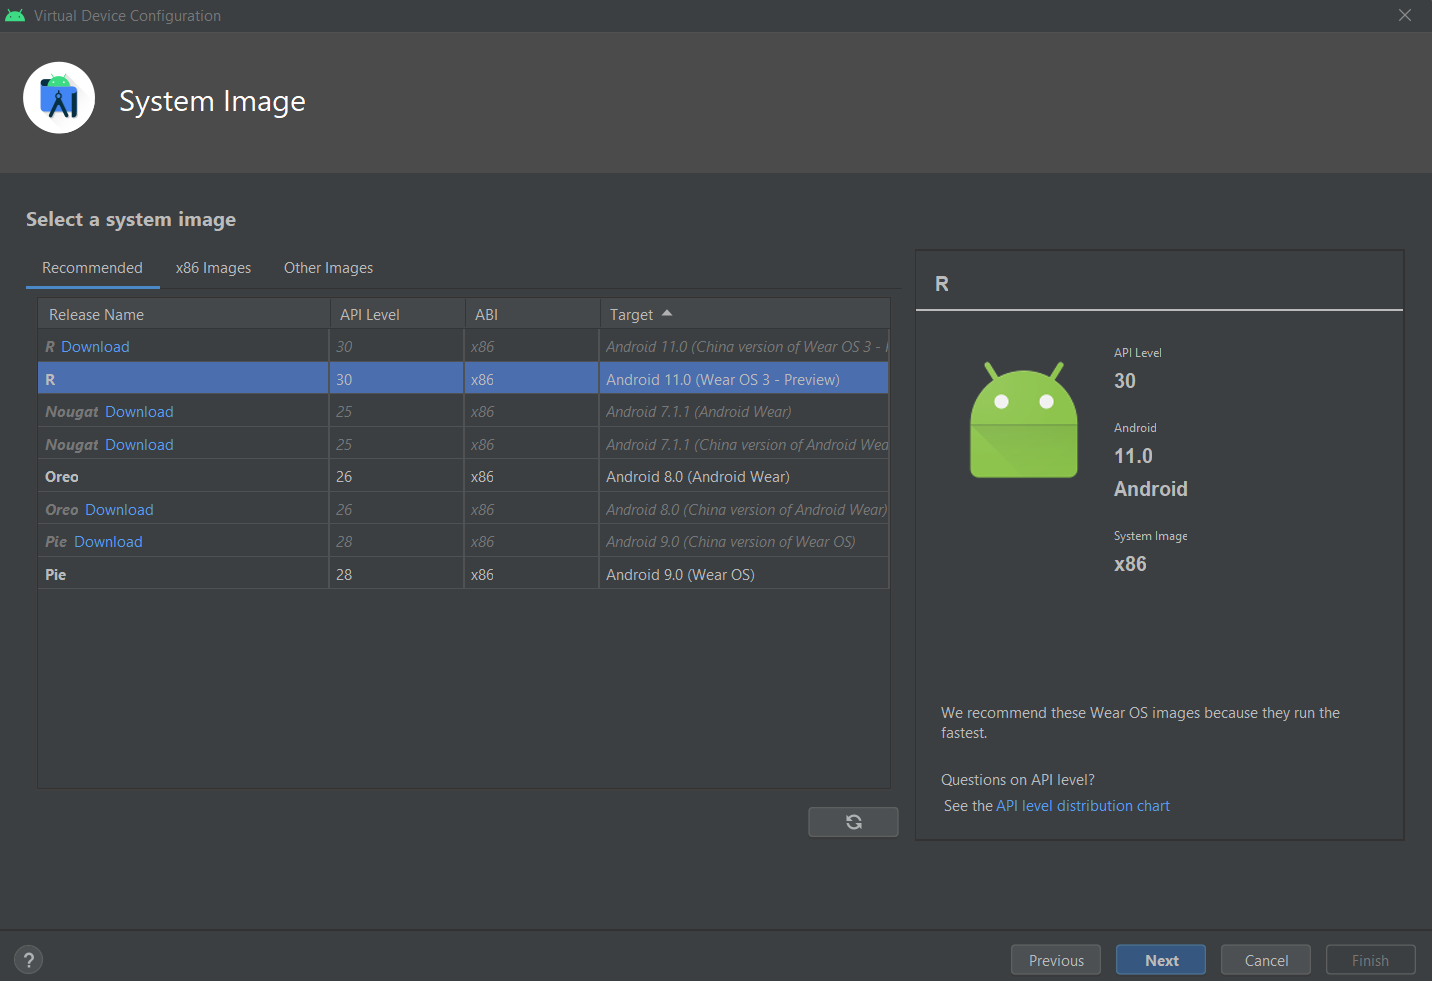 Virtual Device Configuration
System Image
Select a system image
Recommended x86 Images Other Images
Release Name API Level ABI Target
R Download 30 x86 Android 11.0 (China version of Wear OS 3 -
R 30 x86 Android 11.0 (Wear OS 3 - Preview)
Nougat Download 25 x86 Android 7.1.1 (Android Wear)
Nougat Download 25 x86 Android 7.1.1 (China version of Android Wea
Oreo 26 x86 Android 8.0 (Android Wear)
Oreo Download 26 x86 Android 8.0 (China version of Android Wear)
Pie Download 28 x86 Android 9.0 (China version of Wear OS)
Pie 28 x86 Android 9.0 (Wear OS)
R
API Level
30
Android
11.0
Android
System Image
x86
We recommend these Wear OS images because they run the
fastest.
Questions on API level?
See the API level distribution chart
?
Previous Next Cancel Finish